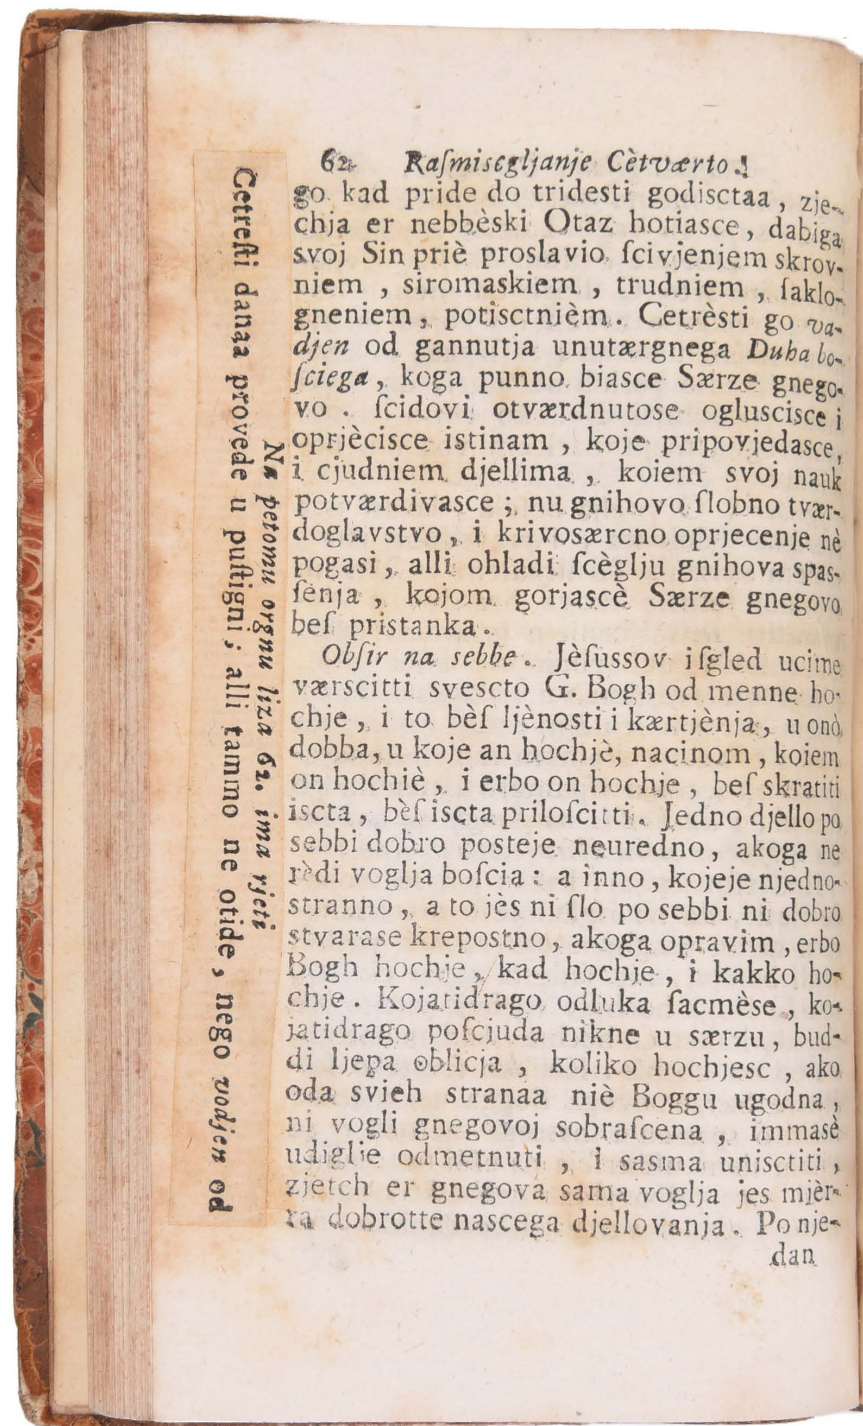 62 Raſmiscgljanje Cètværto.
go kad pride do tridesti godisctaa, zje-
chja er nebbèski Otaz hotiasce, dabiga
svoj Sin priè proslavio ſcivjenjem skrov-
niem, siromaskiem, trudniem, ſaklo-
gneniem, potisctnièm. Cetrèsti go va-
djen od gannutja unutærgnega Duha bo-
ſciega, koga punno biasce Særze gnego-
vo. ſcidovi otværdnutose ogluscisce i
oprjècisce istinam, koje pripovjedasce,
i cjudniem djellima, koiem svoj nauk
potværdivasce; nu gnihovo ſlobno tvær-
doglavstvo, i krivosærcno oprjecenje nè
pogasi, alli ohladi ſcèglju gnihova spas-
ſenja, kojom gorjascè Særze gnegovo
beſ pristanka.
Obſir na sebbe. Jèſussov iſgled ucime
værscitti svescto G. Bogh od menne ho-
chje, i to bèſ ljènosti i kærtjènja, u onò
dobba, u koje an hochjè, nacinom, koiem
on hochiè, i erbo on hochje, beſ skratiti
iscta, bèſ iscta priloſcitti. Jedno djello po
sebbi dobro posteje neuredno, akoga ne
rèdi voglja boſcia: a inno, kojeje njedno-
stranno, a to jès ni ſlo po sebbi ni dobro
stvarase krepostno, akoga opravim, erbo
Bogh hochje, kad hochje, i kakko ho-
chje. Kojatidrago odluka ſacmèse, ko-
jatidrago poſcjuda nikne u særzu, bud-
di ljepa oblicja, koliko hochjesc, ako
oda svieh stranaa niè Boggu ugodna,
ni vogli gnegovoj sobraſcena, immasè
udiglie odmetnuti, i sasma unisctiti,
zjetch er gnegova sama voglja jes mjèr-
ra dobrotte nascega djellovanja. Po nje-
dan
Na petomu orgnu liza 62. ima rjeti
Cetreſti danaa provede u puſtigni; alli tammo ne otide, nego vodjen od